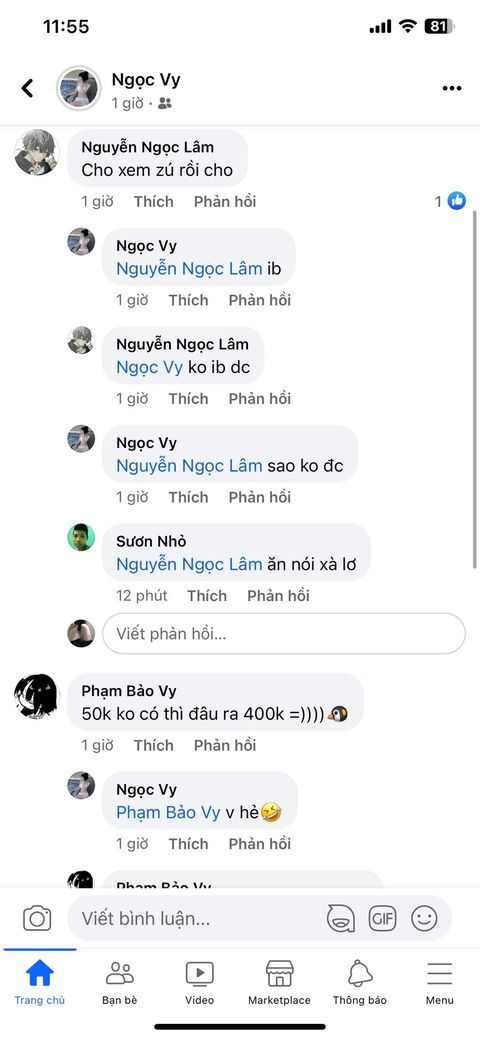 11:55
81
Ngọc Vy
1 giờ ·
Nguyễn Ngọc Lâm
Cho xem zú rồi cho
1 giờ Thích Phản hồi 1
Ngọc Vy
Nguyễn Ngọc Lâm ib
1 giờ Thích Phản hồi
Nguyễn Ngọc Lâm
Ngọc Vy ko ib dc
1 giờ Thích Phản hồi
Ngọc Vy
Nguyễn Ngọc Lâm sao ko đc
1 giờ Thích Phản hồi
Sươn Nhỏ
Nguyễn Ngọc Lâm ăn nói xà lơ
12 phút Thích Phản hồi
Viết phản hồi...
Phạm Bảo Vy
50k ko có thì đâu ra 400k =))))🐧
1 giờ Thích Phản hồi
Ngọc Vy
Phạm Bảo Vy v hẻ🤣
1 giờ Thích Phản hồi
Phạm Bảo Vy
Viết bình luận...
GIF
Trang chủ Bạn bè Video Marketplace Thông báo Menu